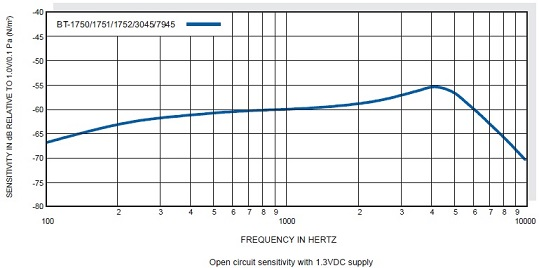 -40
BT-1750/1751/1752/3045/7945
-45
-50
-55
-60
-65
-70
-75
-80
SENSITIVITY IN dB RELATIVE TO 1.0V/0.1 Pa (N/m²)
100 2 3 4 5 6 7 8 9 1000 2 3 4 5 6 7 8 9 10000
FREQUENCY IN HERTZ
Open circuit sensitivity with 1.3VDC supply